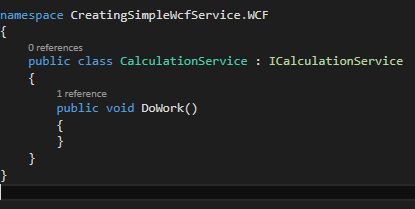 namespace CreatingSimpleWcfService.WCF
{
0 references
public class CalculationService : ICalculationService
{
1 reference
public void DoWork()
{
}
}
}